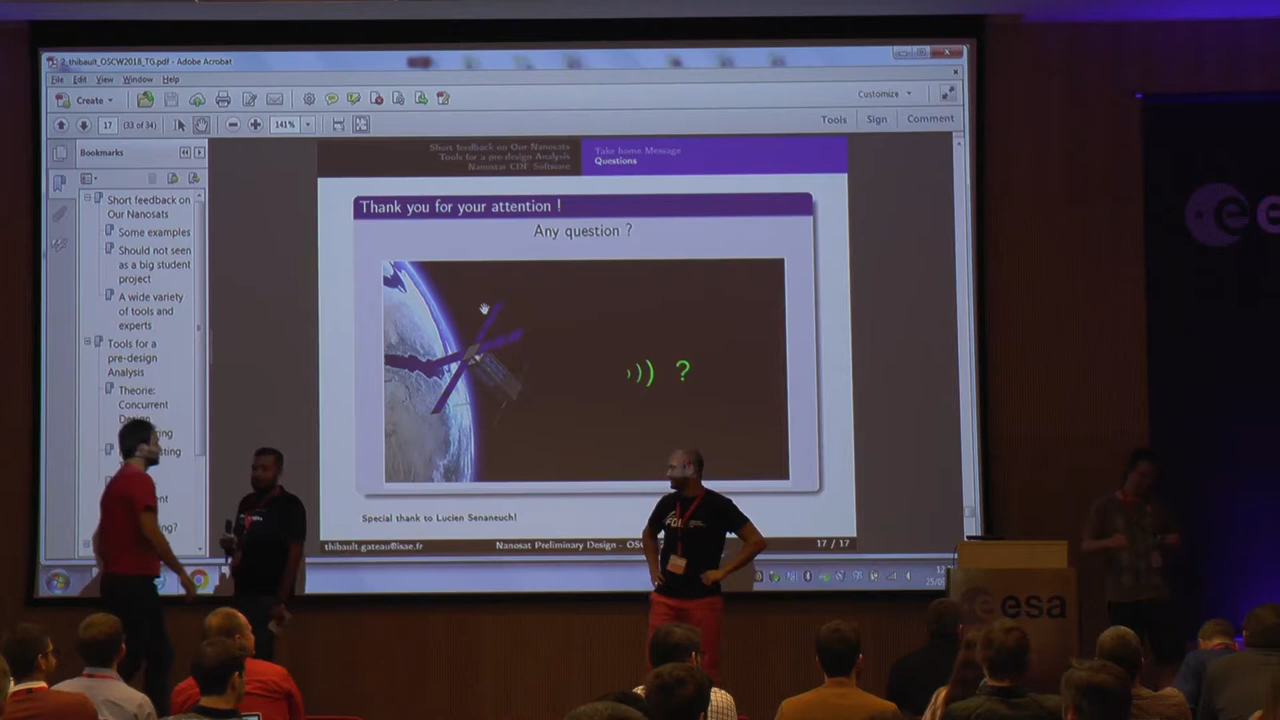 2_thibault_OSCW2018_TG.pdf - Adobe Acrobat
File Edit View Window Help
Create
Customize
17 (33 of 34)
141%
Tools Sign Comment
Bookmarks
Short feedback on
Our Nanosats
Some examples
Should not seen
as a big student
project
A wide variety
of tools and
experts
Tools for a
pre-design
Analysis
Theorie:
Concurrent
Short feedback on Our Nanosats
Tools for a pre-design Analysis
Nanostar CDF Software
Take home Message
Questions
Thank you for your attention !
Any question ?
))) ?
Special thank to Lucien Senaneuch!
thibault.gateau@isae.fr
Nanosat Preliminary Design -
17 / 17
esa